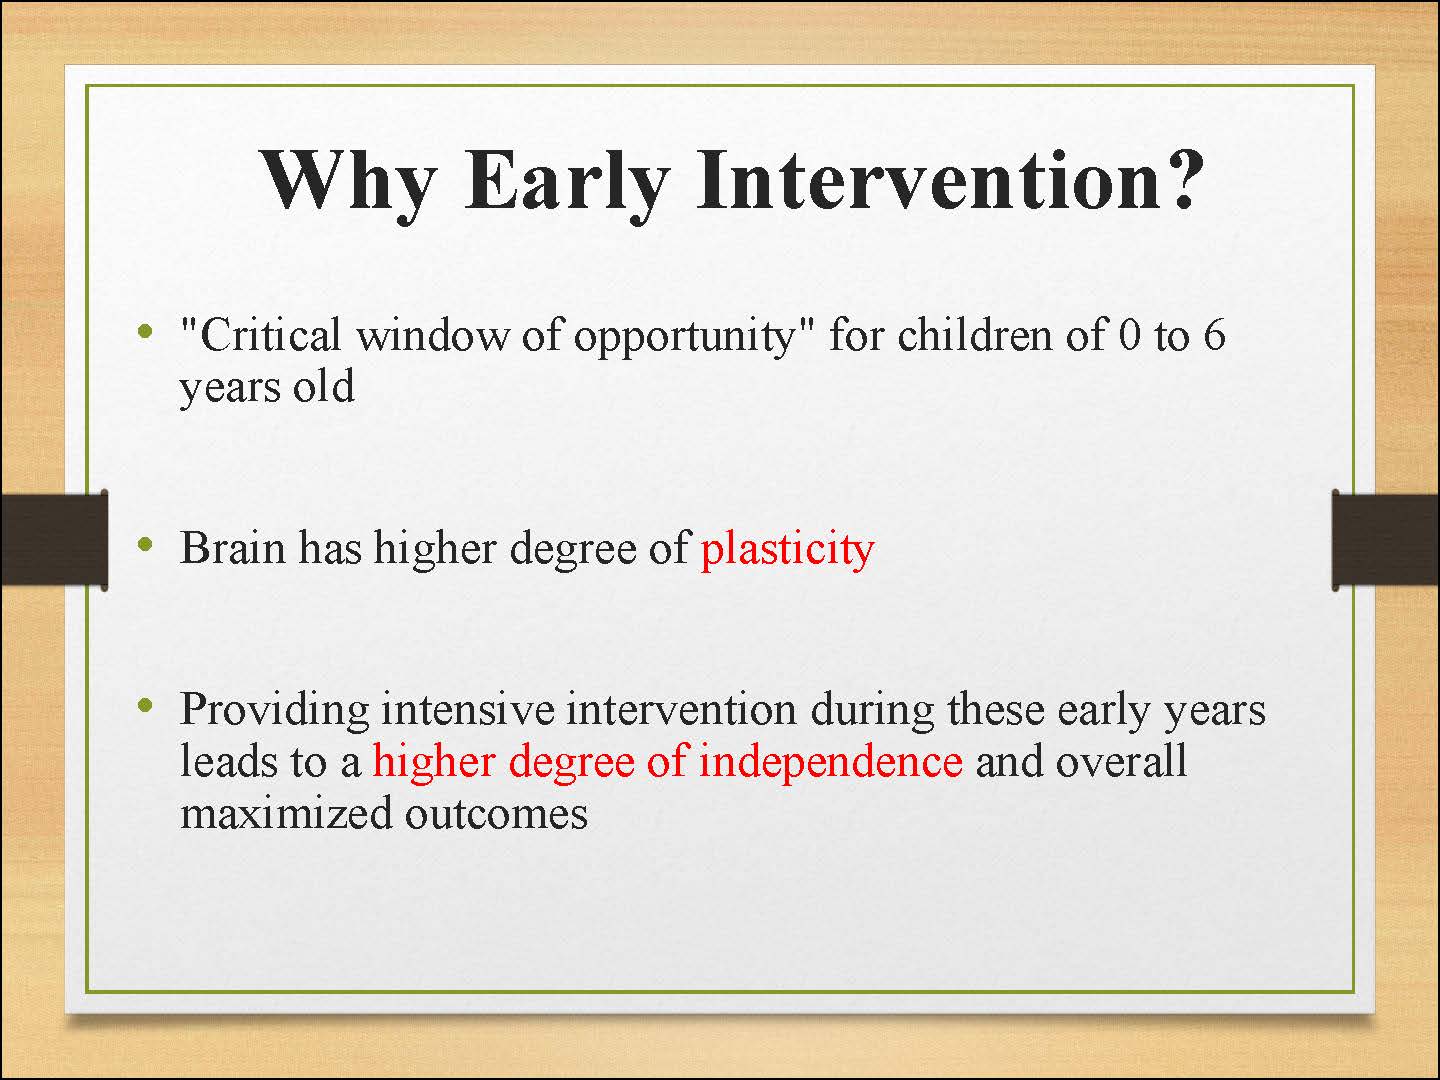 Why Early Intervention?
• "Critical window of opportunity" for children of 0 to 6
years old
• Brain has higher degree of plasticity
• Providing intensive intervention during these early years
leads to a higher degree of independence and overall
maximized outcomes